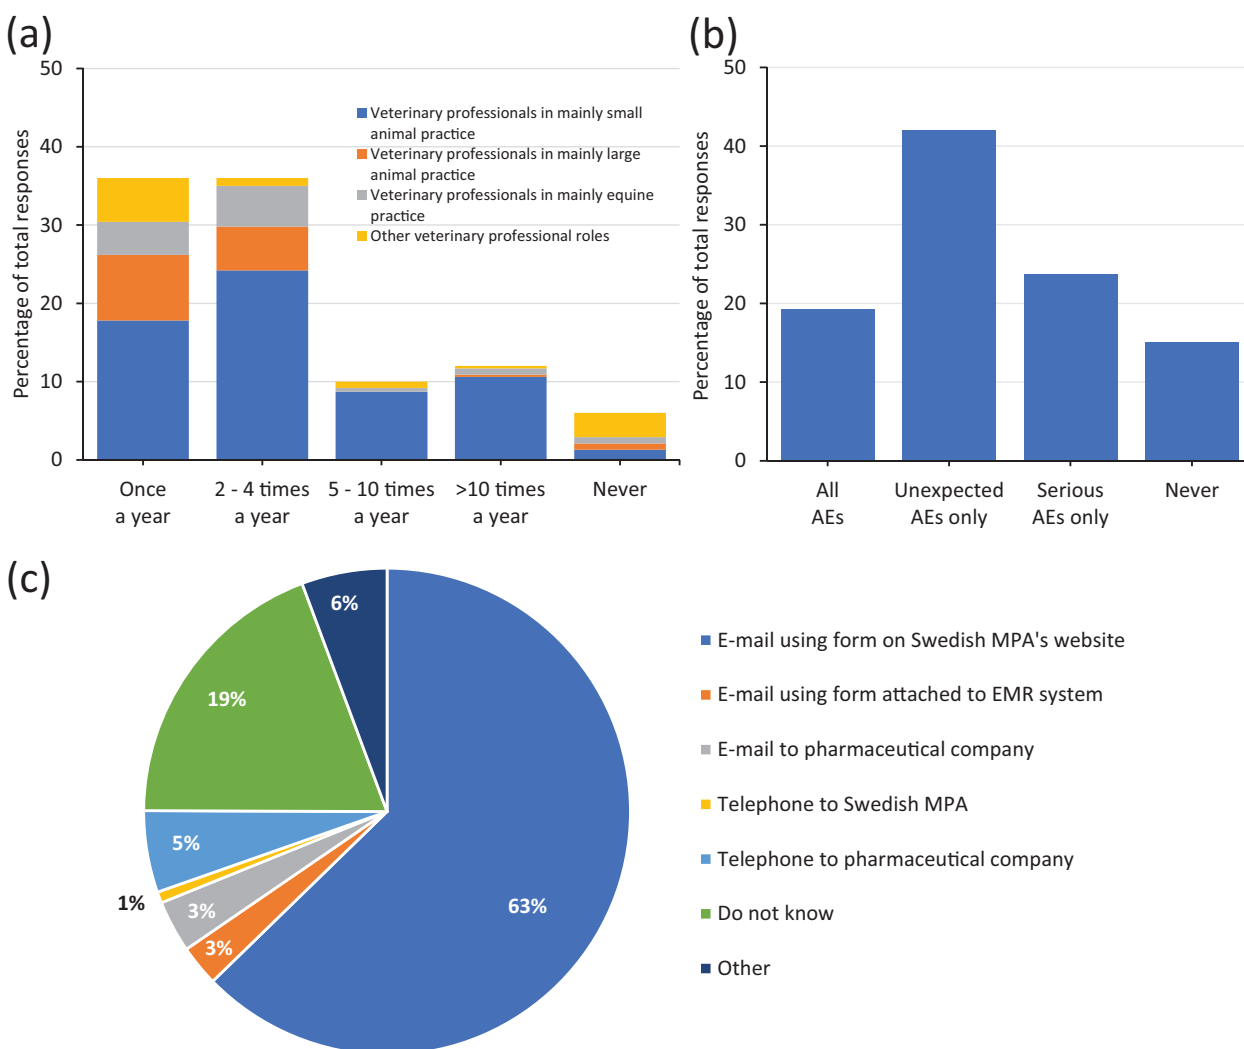 (a)
50
40
30
20
10
0
Percentage of total responses
Veterinary professionals in mainly small
animal practice
Veterinary professionals in mainly large
animal practice
Veterinary professionals in mainly equine
practice
Other veterinary professional roles
Once
a year
2 - 4 times
a year
5 - 10 times
a year
>10 times
a year
Never
(b)
50
40
30
20
10
0
Percentage of total responses
All
AEs
Unexpected
AEs only
Serious
AEs only
Never
(c)
6%
19%
5%
1%
3%
3%
63%
E-mail using form on Swedish MPA's website
E-mail using form attached to EMR system
E-mail to pharmaceutical company
Telephone to Swedish MPA
Telephone to pharmaceutical company
Do not know
Other